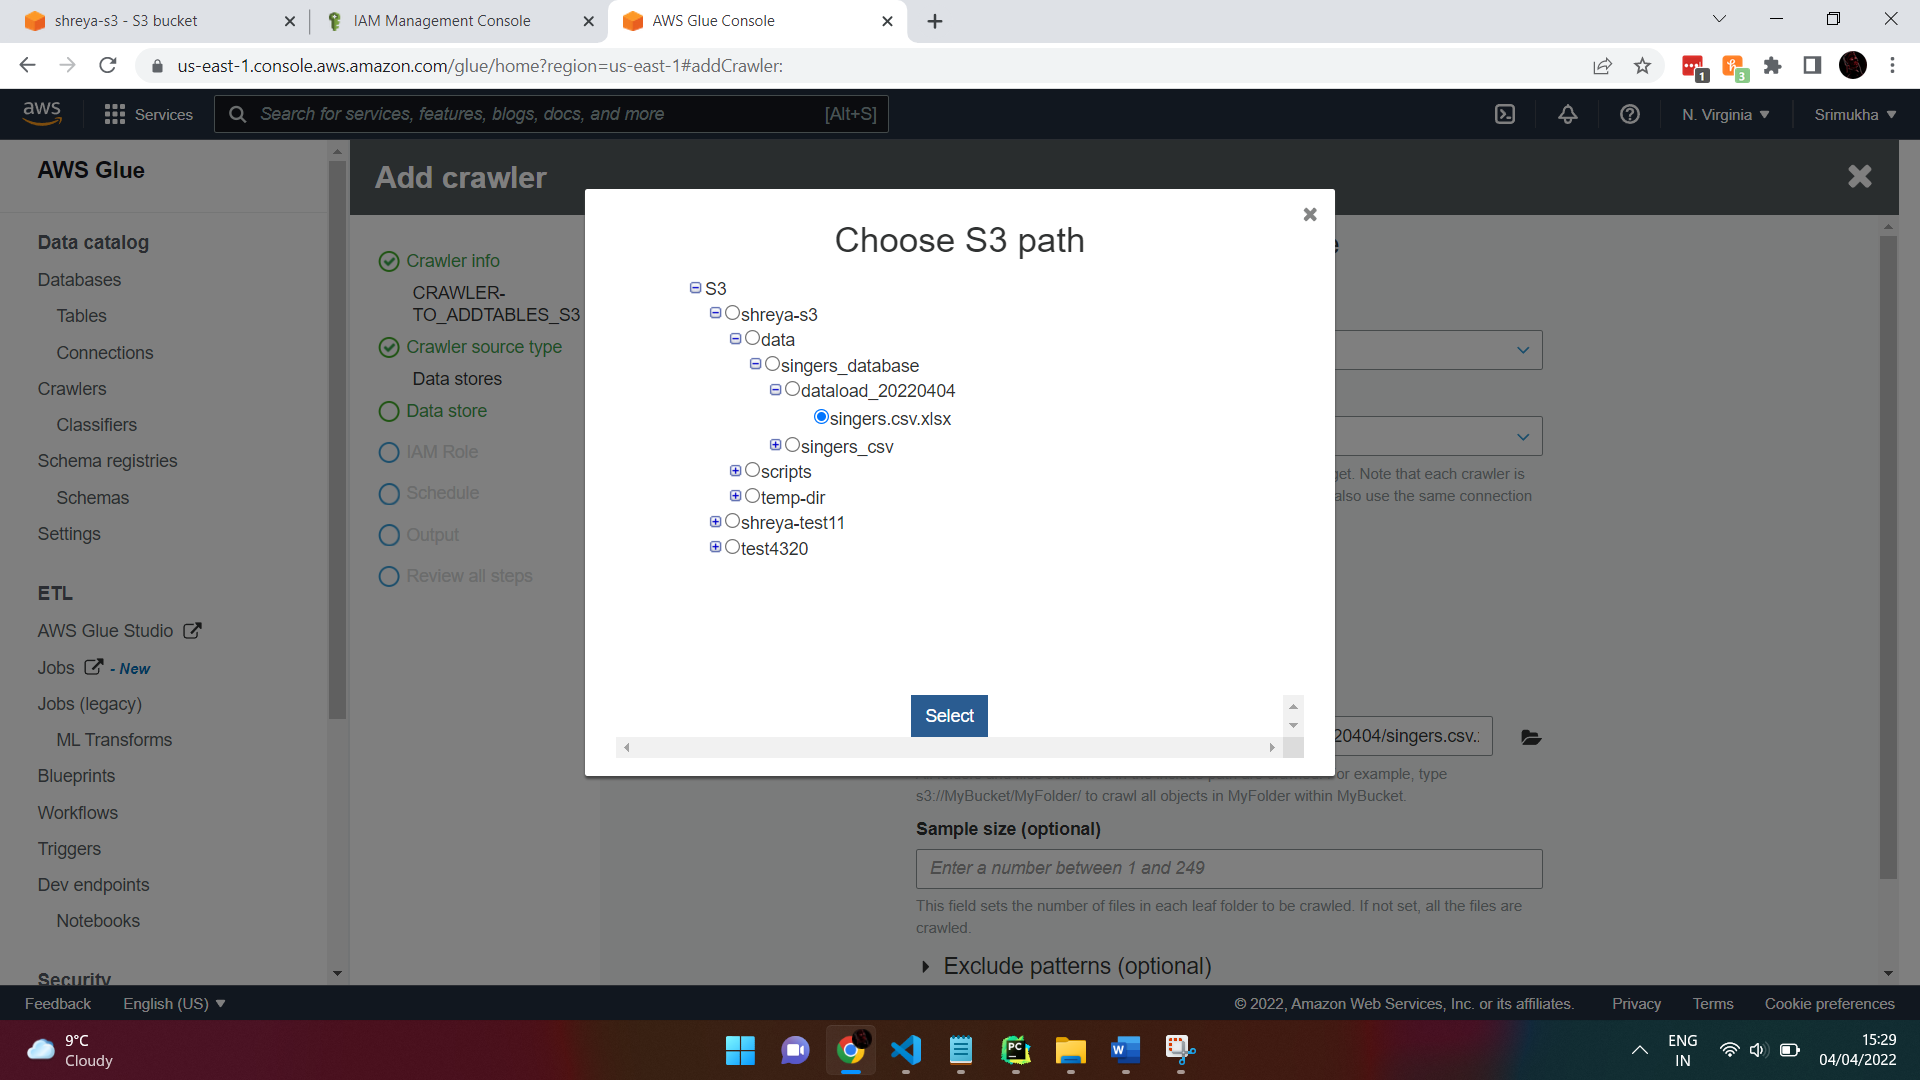 shreya-s3 - S3 bucket
IAM Management Console
AWS Glue Console
us-east-1.console.aws.amazon.com/glue/home?region=us-east-1#addCrawler:
1
3
aws
Services
Search for services, features, blogs, docs, and more
[Alt+S]
N. Virginia
Srimukha
AWS Glue
Data catalog
Databases
Tables
Connections
Crawlers
Classifiers
Schema registries
Schemas
Settings
ETL
AWS Glue Studio
Jobs - New
Jobs (legacy)
ML Transforms
Blueprints
Workflows
Triggers
Dev endpoints
Notebooks
Security
Add crawler
Crawler info
CRAWLER-
TO_ADDTABLES_S3
Crawler source type
Data stores
Data store
IAM Role
Schedule
Output
Review all steps
Choose S3 path
S3
shreya-s3
data
singers_database
dataload_20220404
singers.csv.xlsx
singers_csv
scripts
temp-dir
shreya-test11
test4320
Select
get. Note that each crawler is
also use the same connection
20404/singers.csv.
or example, type
s3://MyBucket/MyFolder/ to crawl all objects in MyFolder within MyBucket.
Sample size (optional)
Enter a number between 1 and 249
This field sets the number of files in each leaf folder to be crawled. If not set, all the files are
crawled.
Exclude patterns (optional)
Feedback
English (US)
© 2022, Amazon Web Services, Inc. or its affiliates.
Privacy
Terms
Cookie preferences
9°C
Cloudy
PC
W
ENG
IN
15:29
04/04/2022